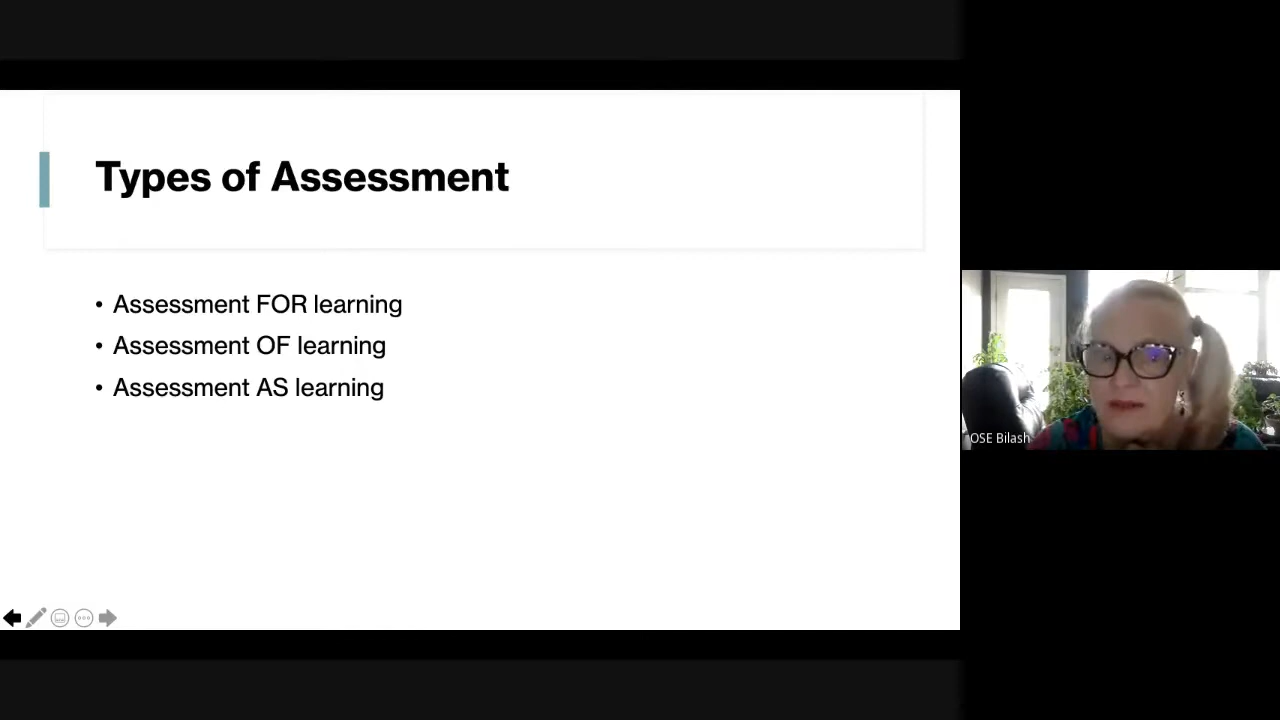 Types of Assessment
• Assessment FOR learning
• Assessment OF learning
• Assessment AS learning
OSE Bilash